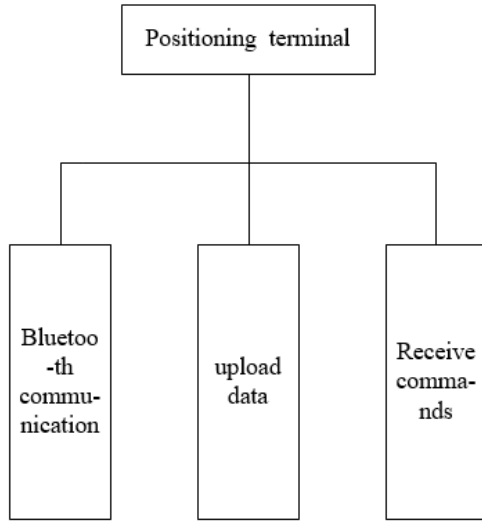 Positioning terminal
Bluetoo
-th
commu-
nication
upload
data
Receive
comma-
nds